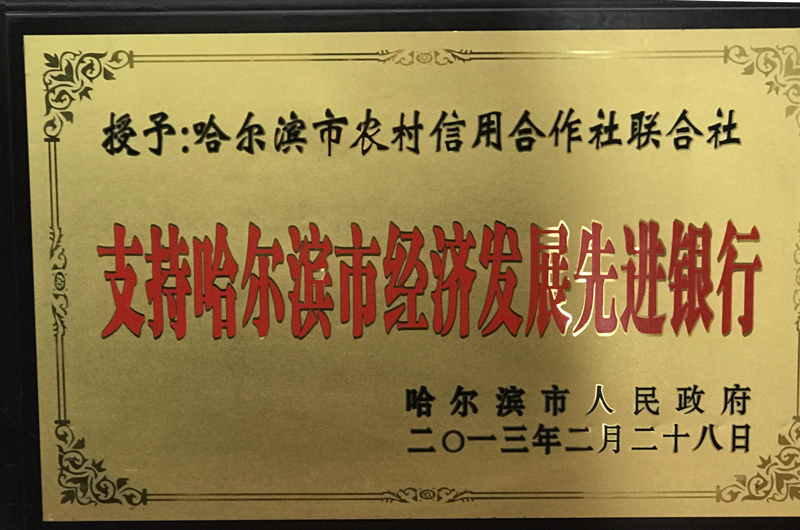 授予:哈尔滨市农村信用合作社联合社
支持哈尔滨市经济发展先进银行
哈尔滨市人民政府
二〇一三年二月二十八日